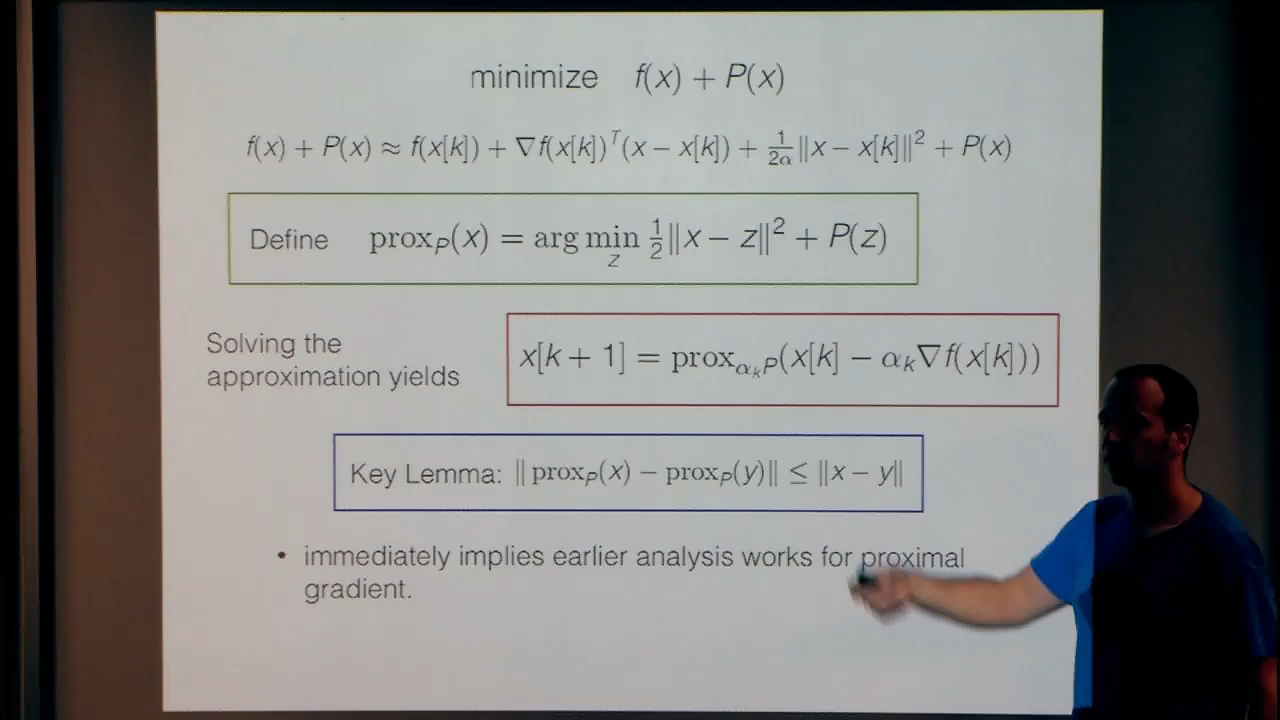 minimize f(x) + P(x)
f(x) + P(x) ≈ f(x[k]) + ∇f(x[k])ᵀ(x − x[k]) + 1/2α ‖x − x[k]‖² + P(x)
Define prox_P(x) = arg min_z 1/2 ‖x − z‖² + P(z)
Solving the
approximation yields
x[k + 1] = prox_{α_k P}(x[k] − α_k ∇f(x[k]))
Key Lemma: ‖ prox_P(x) − prox_P(y)‖ ≤ ‖x − y‖
• immediately implies earlier analysis works for proximal
gradient.